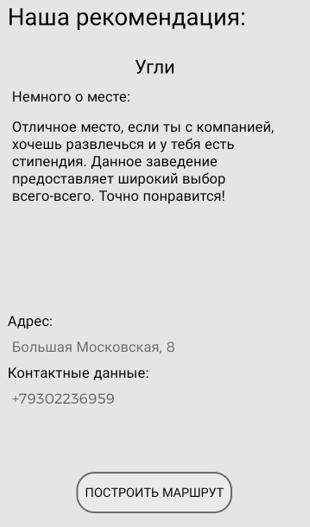 Наша рекомендация:
Угли
Немного о месте:
Отличное место, если ты с компанией,
хочешь развлечься и у тебя есть
стипендия. Данное заведение
предоставляет широкий выбор
всего-всего. Точно понравится!
Адрес:
Большая Московская, 8
Контактные данные:
+79302236959
ПОСТРОИТЬ МАРШРУТ